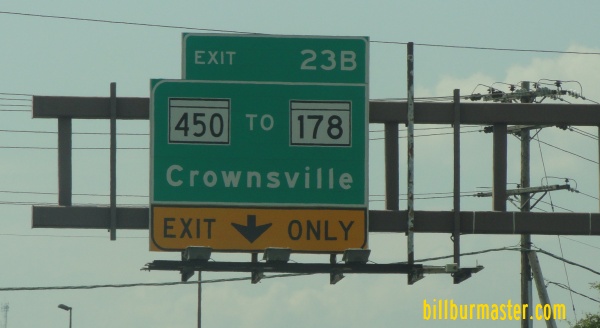 EXIT 23B
450 TO 178
Crownsville
EXIT ONLY
billburmaster.com